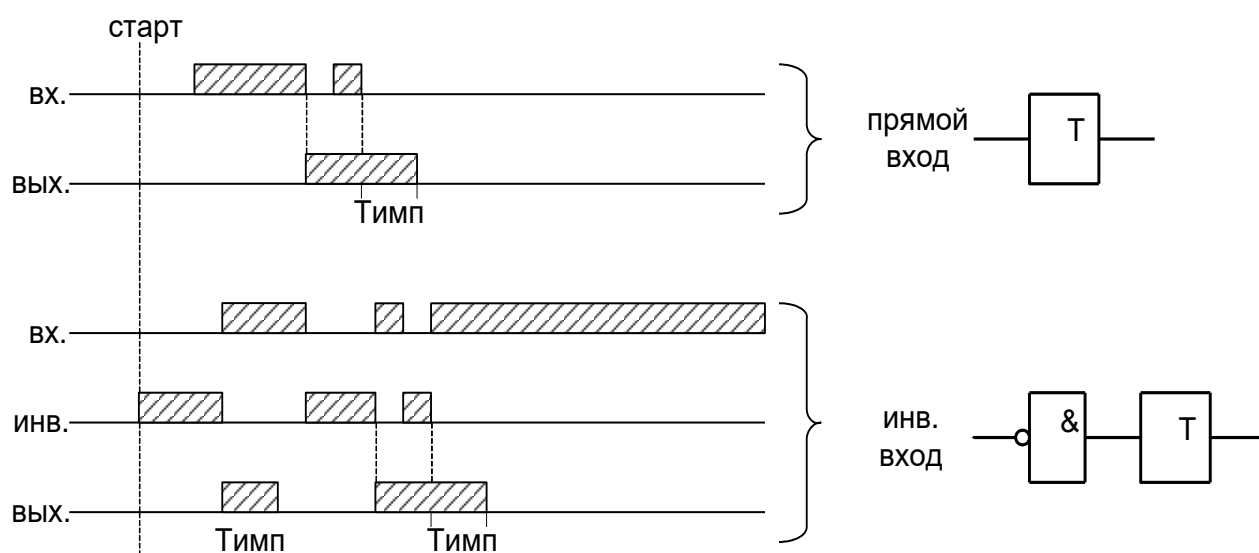 старт
вх.
вых.
Тимп
прямой
вход
T
вх.
инв.
вых.
Тимп
Тимп
инв.
вход
&
T